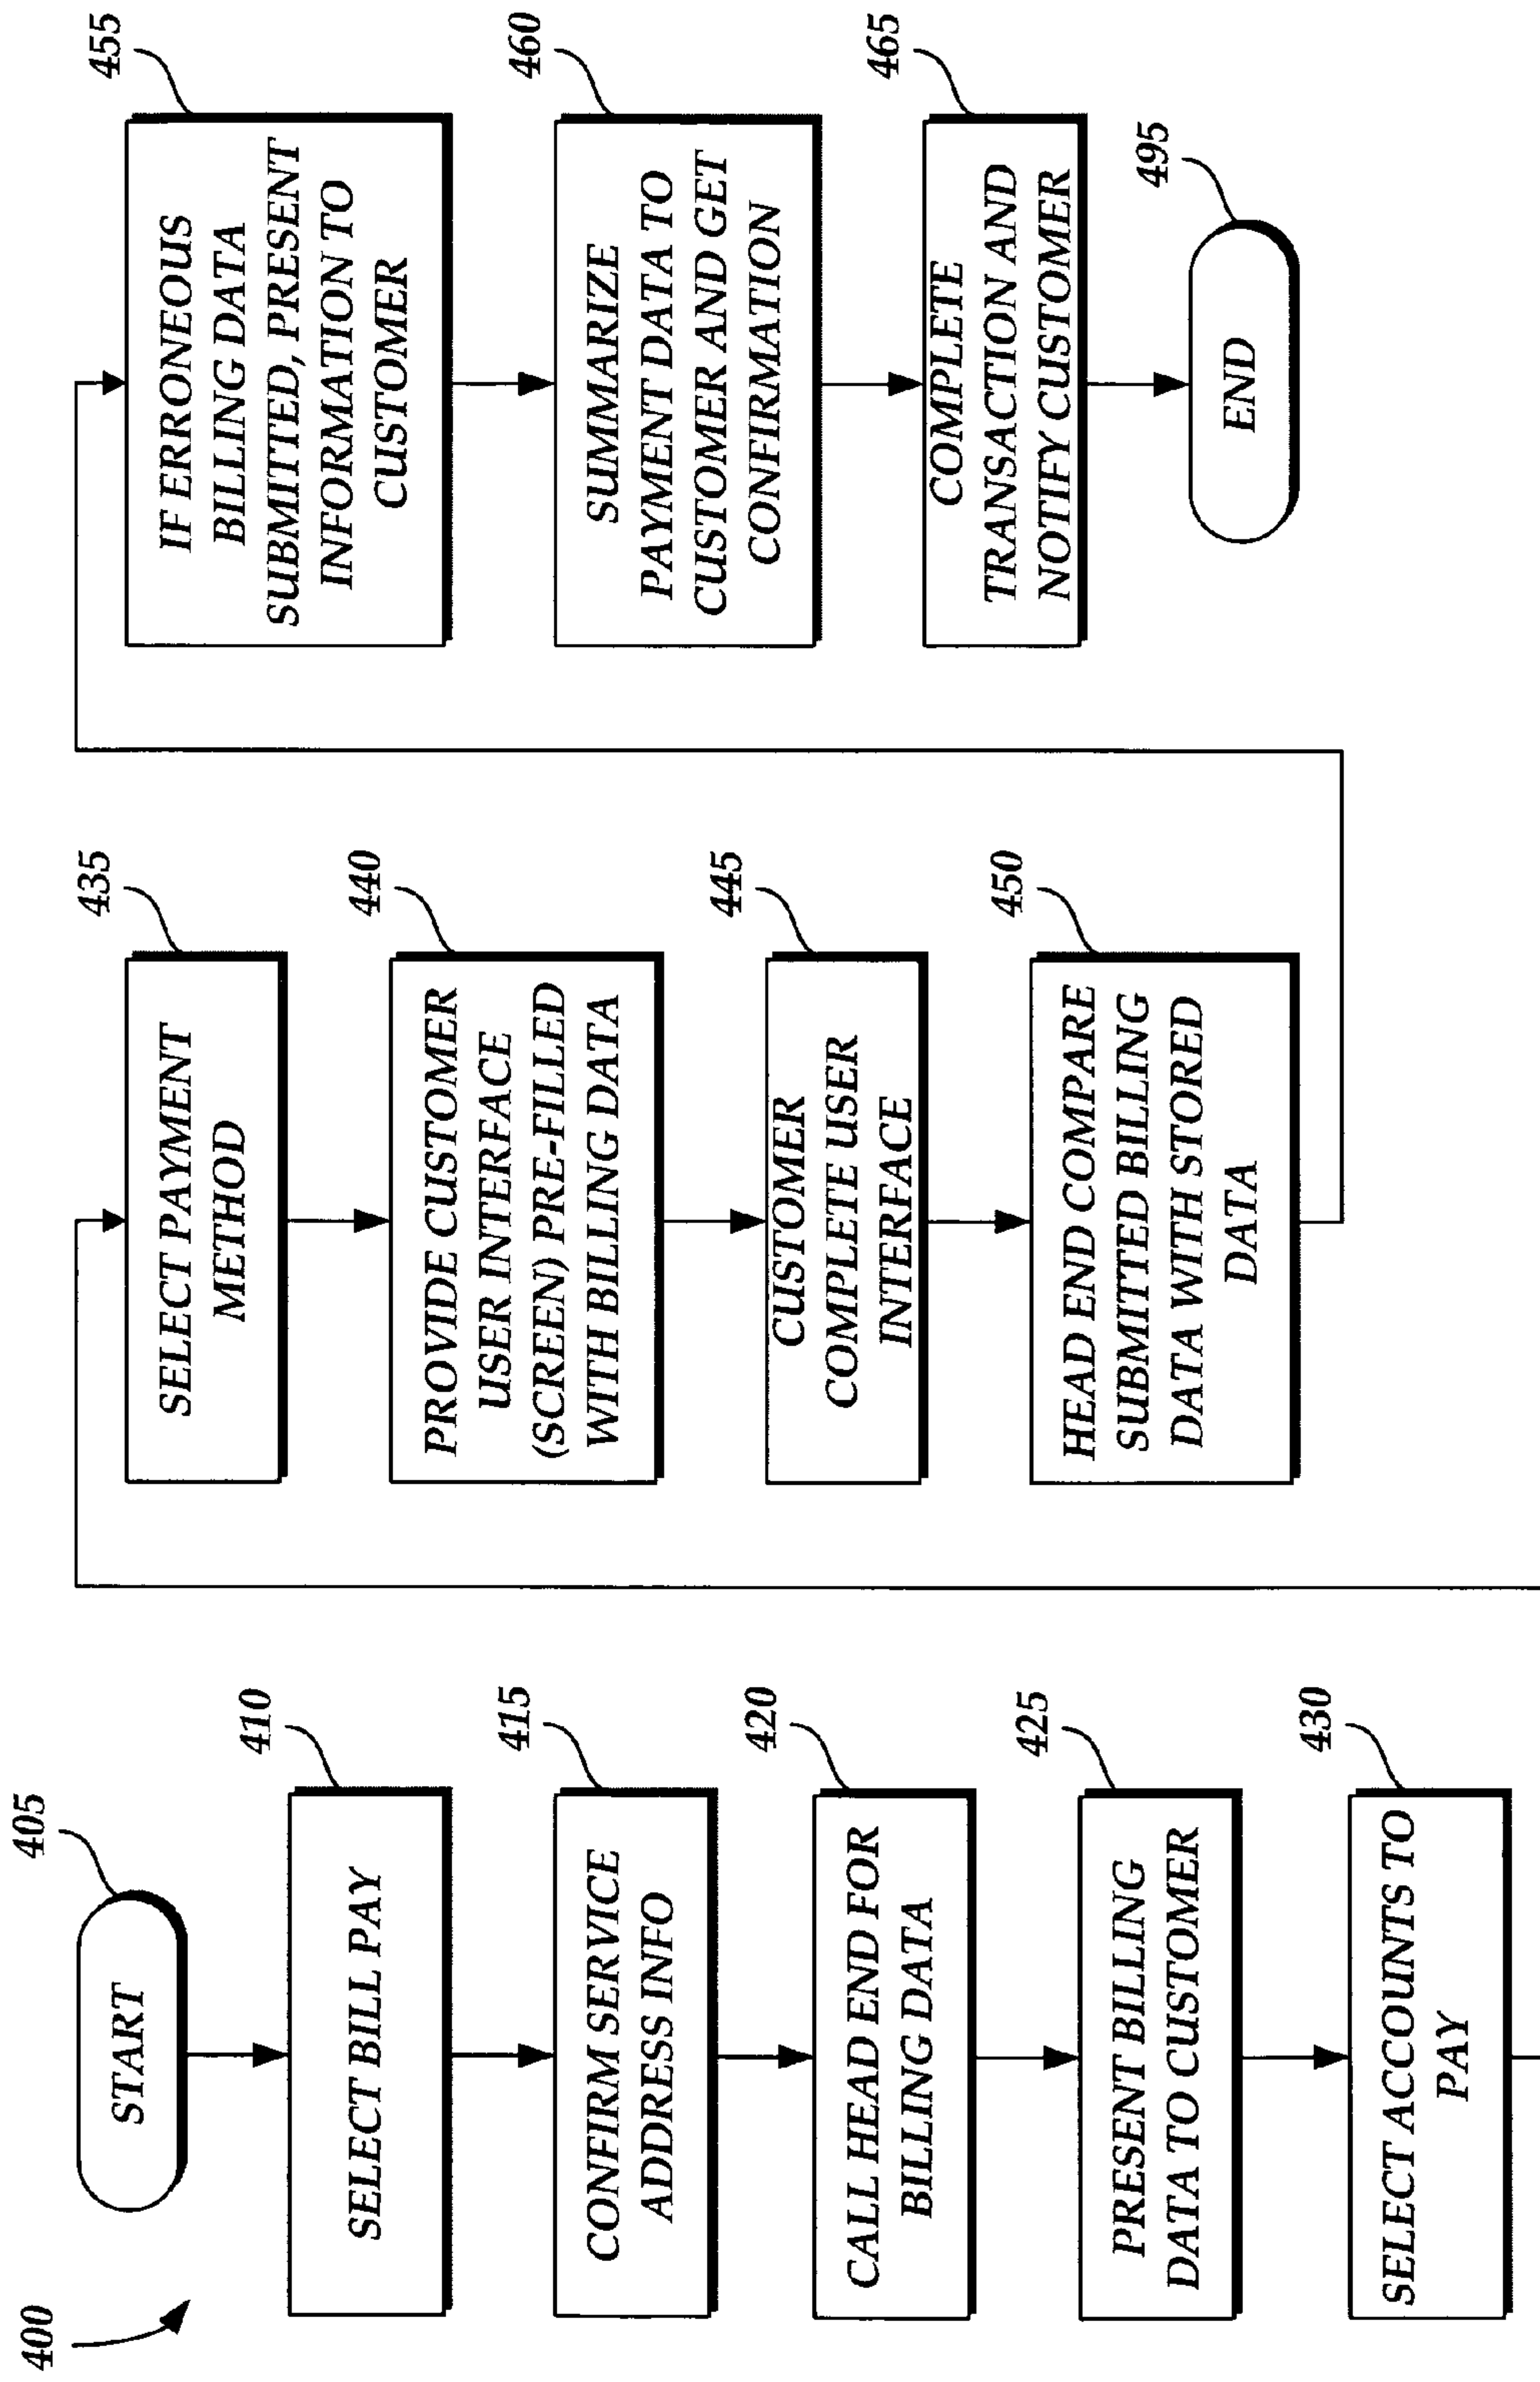 400
405
START
410
SELECT BILL PAY
415
CONFIRM SERVICE
ADDRESS INFO
420
CALL HEAD END FOR
BILLING DATA
425
PRESENT BILLING
DATA TO CUSTOMER
430
SELECT ACCOUNTS TO
PAY
435
SELECT PAYMENT
METHOD
440
PROVIDE CUSTOMER
USER INTERFACE
(SCREEN) PRE-FILLED
WITH BILLING DATA
445
CUSTOMER
COMPLETE USER
INTERFACE
450
HEAD END COMPARE
SUBMITTED BILLING
DATA WITH STORED
DATA
455
IF ERRONEOUS
BILLING DATA
SUBMITTED, PRESENT
INFORMATION TO
CUSTOMER
460
SUMMARIZE
PAYMENT DATA TO
CUSTOMER AND GET
CONFIRMATION
465
COMPLETE
TRANSACTION AND
NOTIFY CUSTOMER
495
END